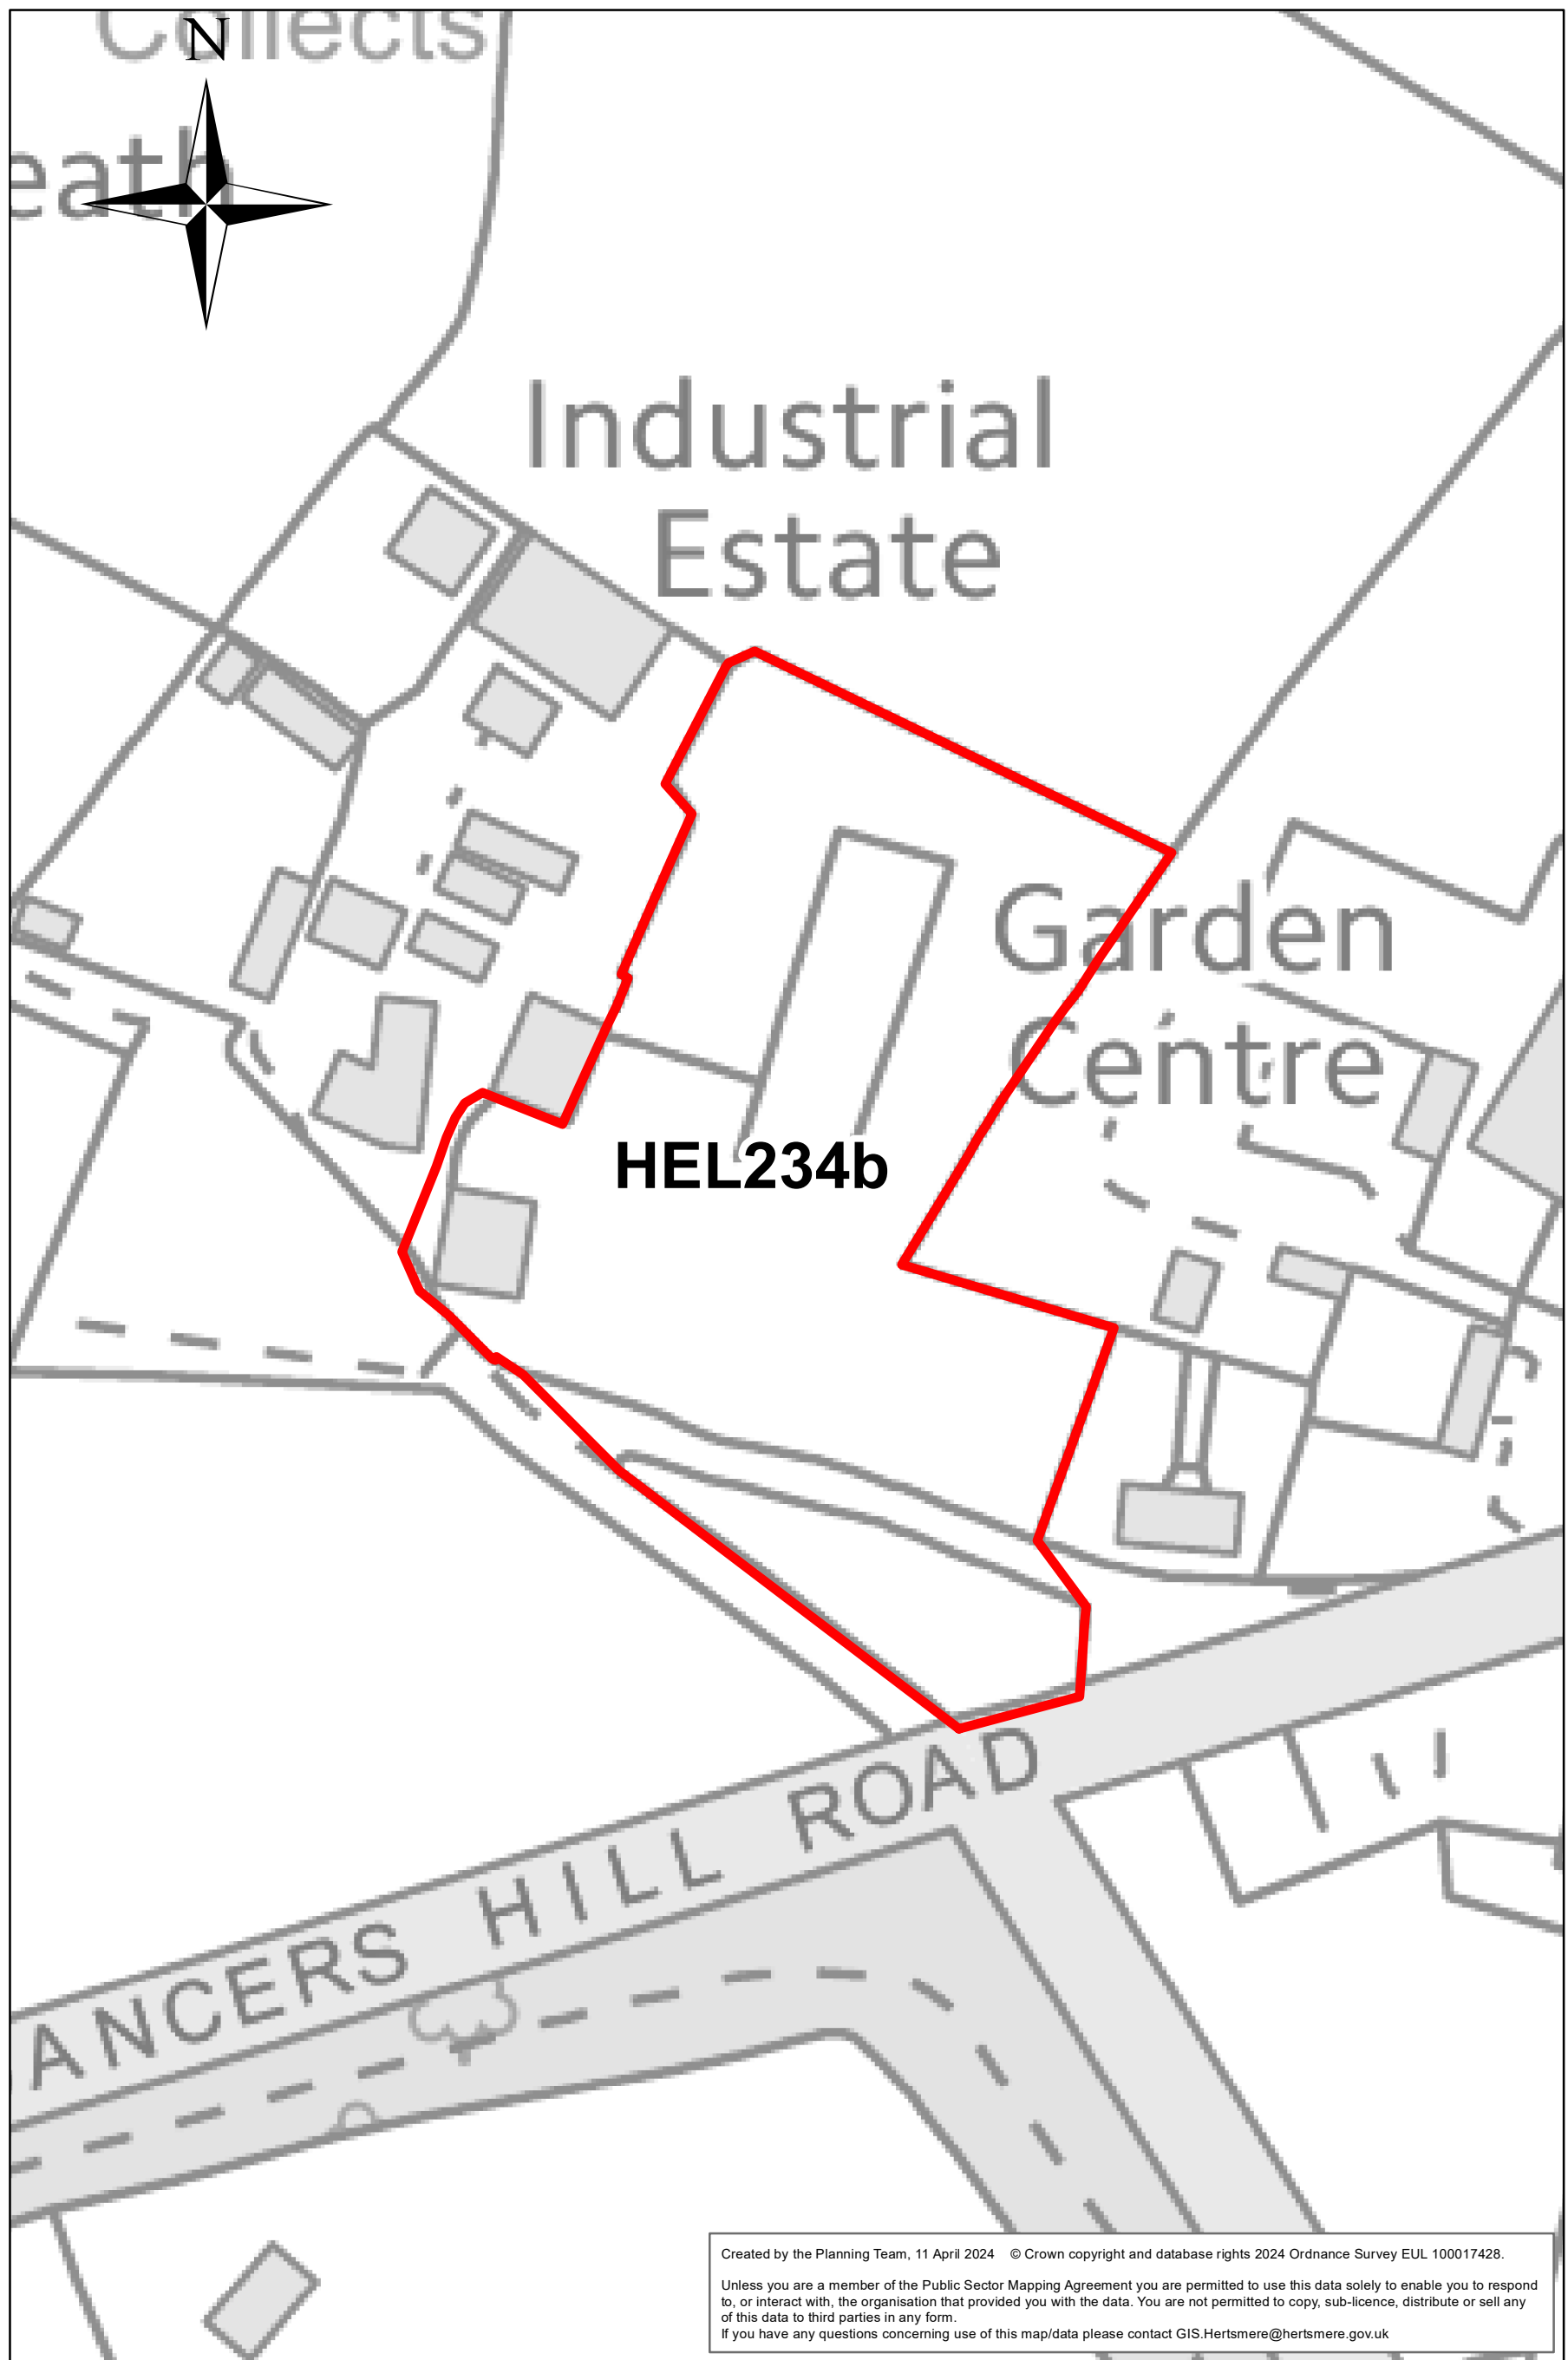 Collects
N
eath
Industrial
Estate
Garden
Centre
HEL234b
ANCERS HILL ROAD
Created by the Planning Team, 11 April 2024 © Crown copyright and database rights 2024 Ordnance Survey EUL 100017428.
Unless you are a member of the Public Sector Mapping Agreement you are permitted to use this data solely to enable you to respond
to, or interact with, the organisation that provided you with the data. You are not permitted to copy, sub-licence, distribute or sell any
of this data to third parties in any form.
If you have any questions concerning use of this map/data please contact GIS.Hertsmere@hertsmere.gov.uk